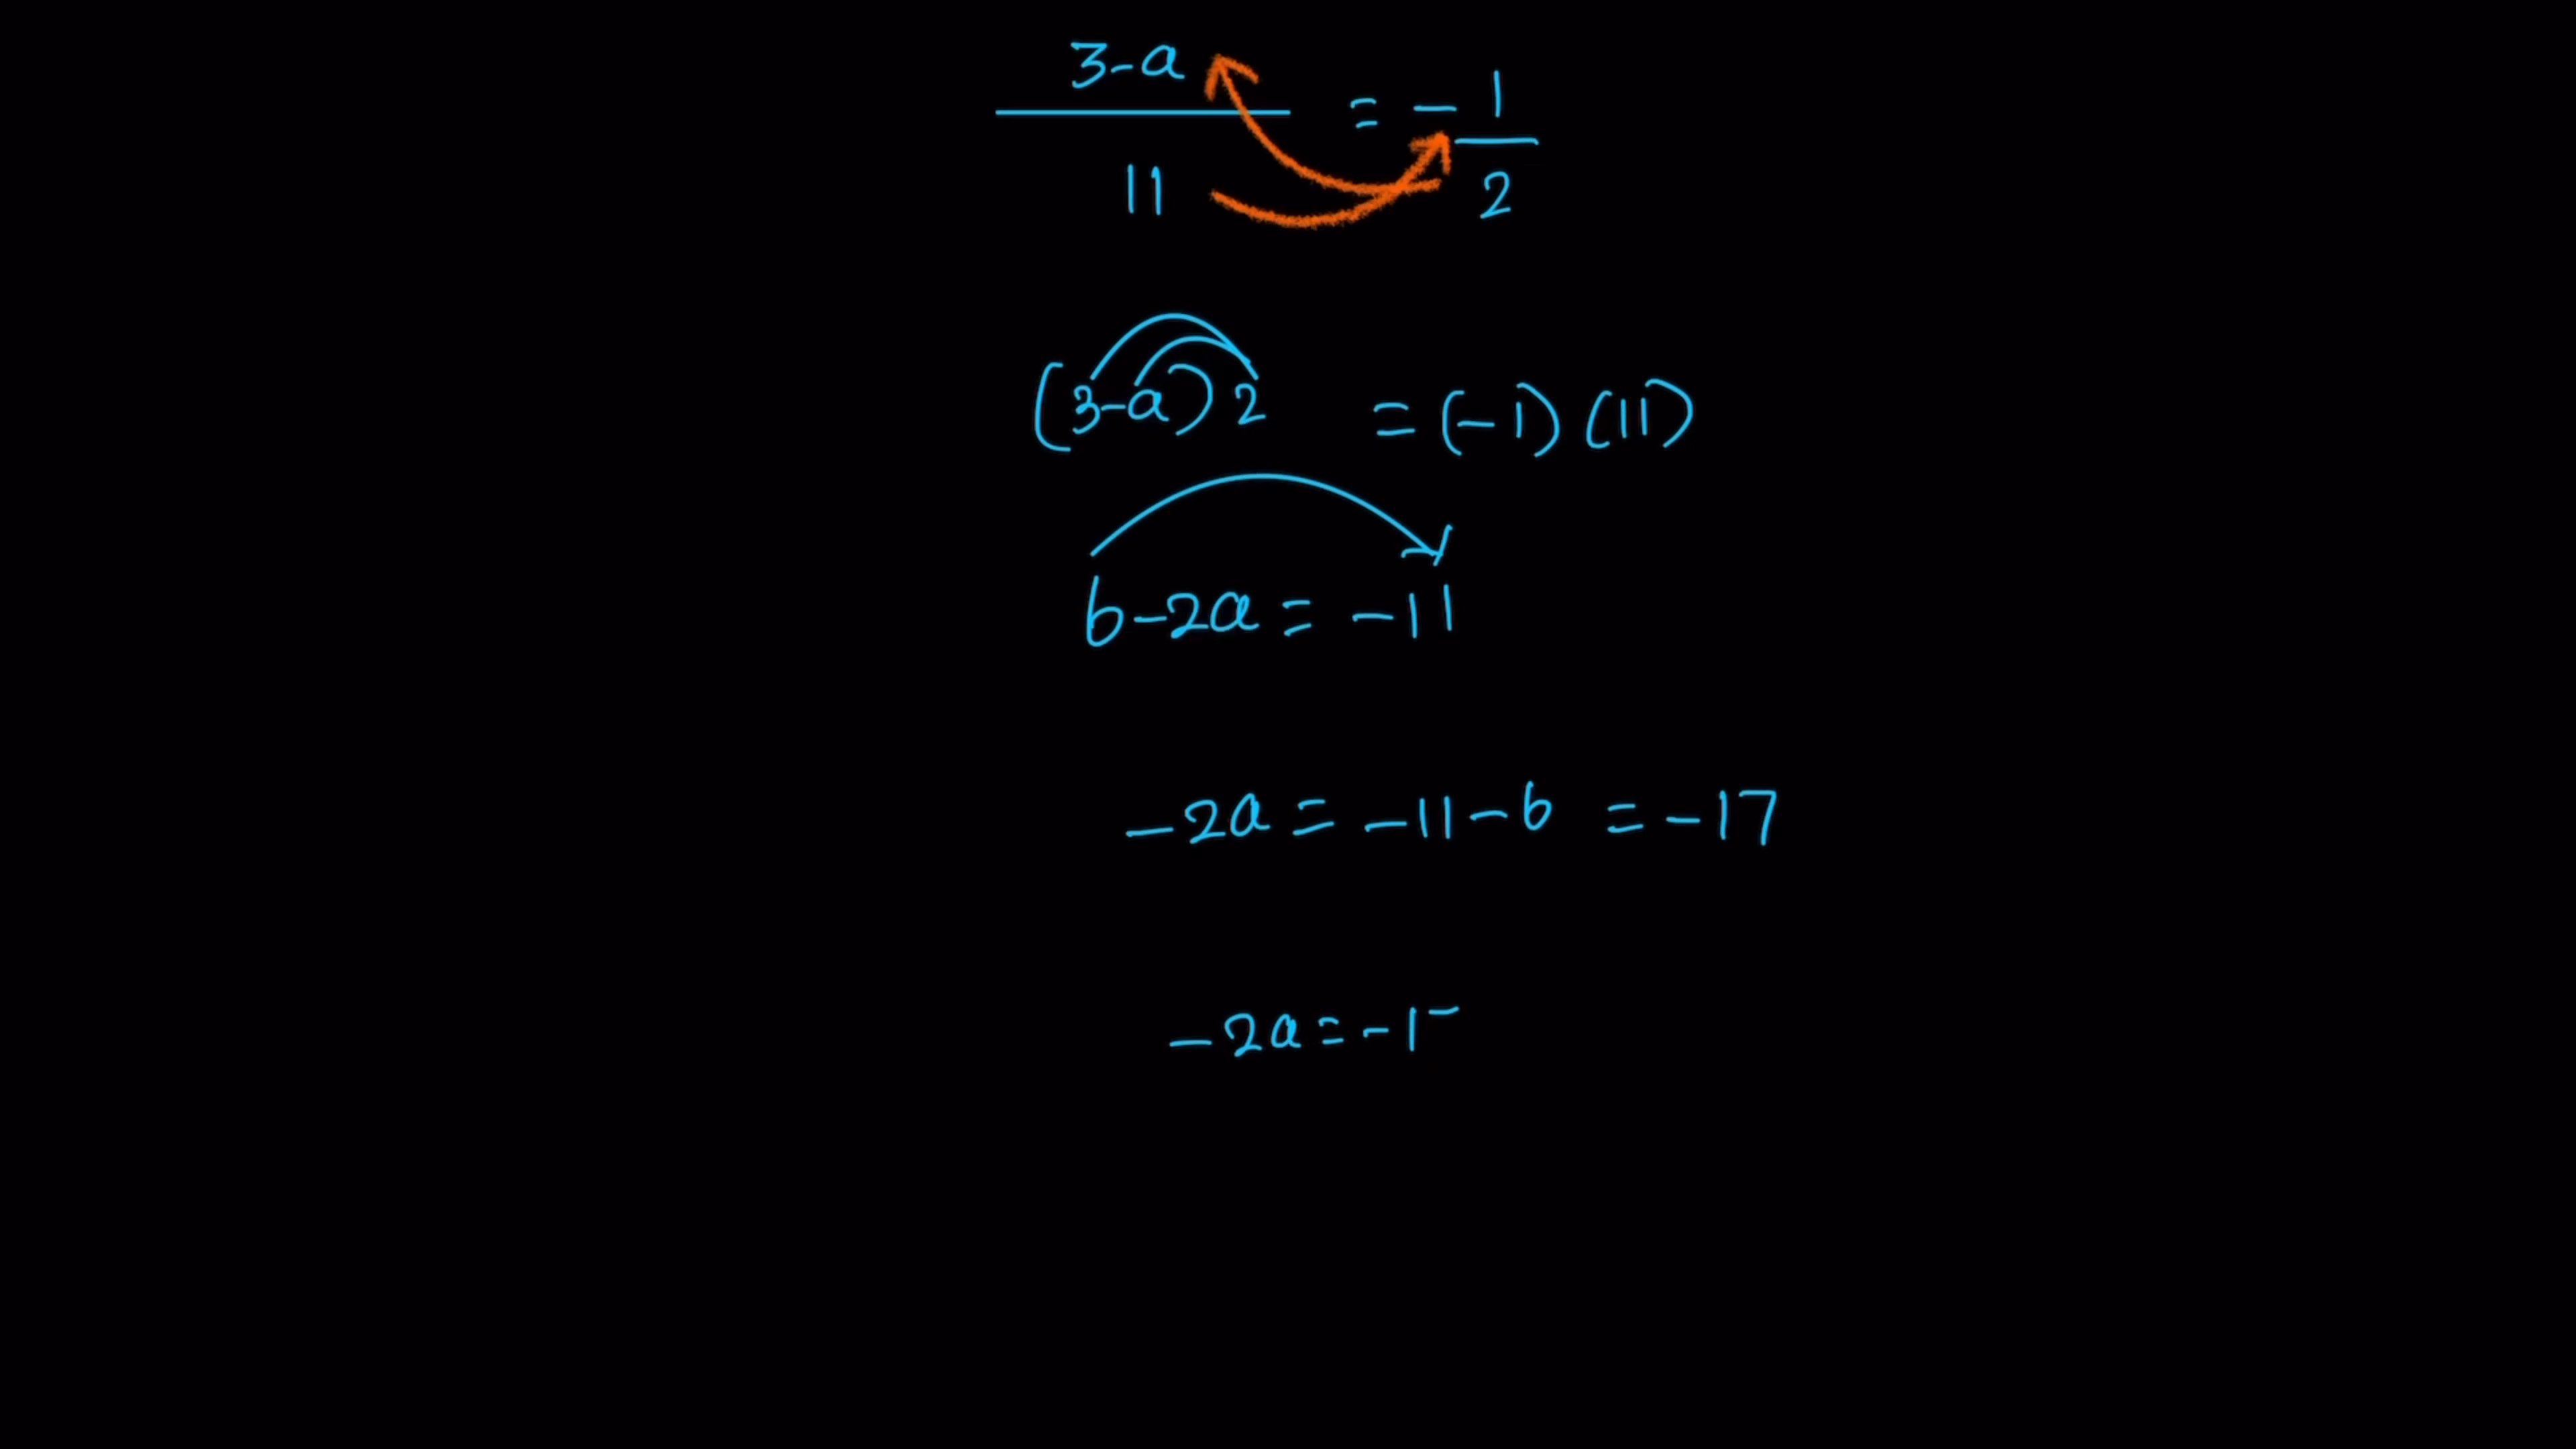 3-a = - 1
11 2
(3-a) 2 = (-1) (11)
6-2a = -11
-2a = -11-6 = -17
-2a = -1